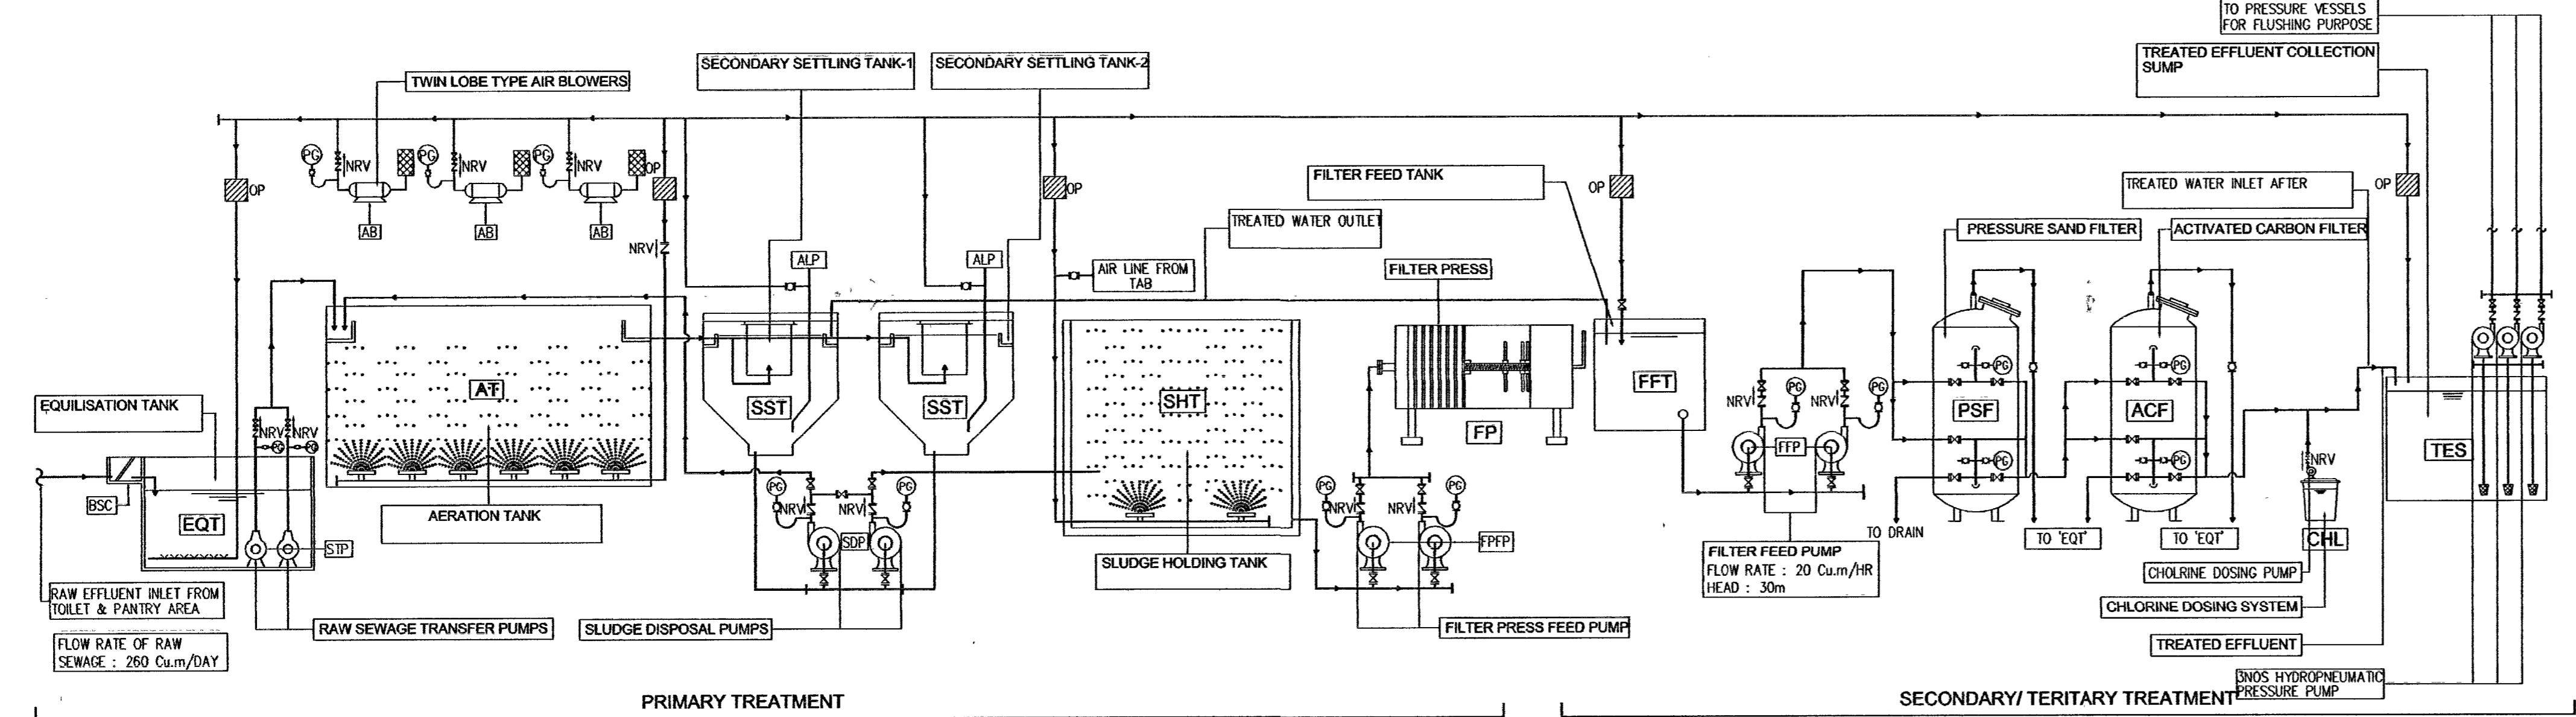 TO PRESSURE VESSELS
FOR FLUSHING PURPOSE
TREATED EFFLUENT COLLECTION
SUMP
SECONDARY SETTLING TANK-1
SECONDARY SETTLING TANK-2
TWIN LOBE TYPE AIR BLOWERS
PG
NRV
PG
NRV
PG
NRV
OP
OP
AB
AB
AB
NRV
OP
FILTER FEED TANK
OP
TREATED WATER INLET AFTER
OP
TREATED WATER OUTLET
PRESSURE SAND FILTER
ACTIVATED CARBON FILTER
ALP
ALP
AIR LINE FROM
TAB
FILTER PRESS
EQUILISATION TANK
AT
SST
SST
SHT
FP
FFT
PG
NRV
PG
NRV
FFP
PG
PSF
PG
PG
ACF
PG
TES
NRV
PG
NRV
PG
BSC
EQT
STP
AERATION TANK
PG
NRV
PG
NRV
SDP
SLUDGE HOLDING TANK
PG
NRV
PG
NRV
FPFP
FILTER FEED PUMP
FLOW RATE : 20 Cu.m/HR
HEAD : 30m
TO DRAIN
TO 'EQT'
TO 'EQT'
NRV
CHL
CHOLRINE DOSING PUMP
CHLORINE DOSING SYSTEM
TREATED EFFLUENT
3NOS HYDROPNEUMATIC
PRESSURE PUMP
RAW EFFLUENT INLET FROM
TOILET & PANTRY AREA
FLOW RATE OF RAW
SEWAGE : 260 Cu.m/DAY
RAW SEWAGE TRANSFER PUMPS
SLUDGE DISPOSAL PUMPS
FILTER PRESS FEED PUMP
PRIMARY TREATMENT
SECONDARY/ TERITARY TREATMENT